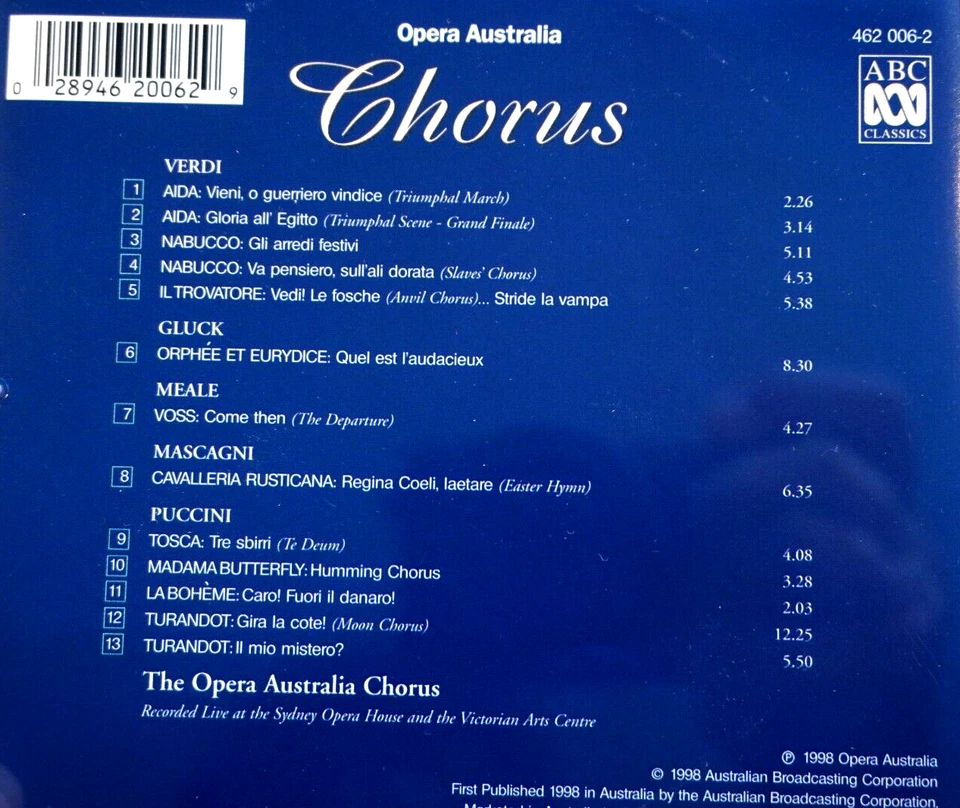 Opera Australia
462 006-2
0 28946 20062 9
Chorus
ABC
CLASSICS
VERDI
1 AIDA: Vieni, o guerriero vindice (Triumphal March) 2.26
2 AIDA: Gloria all' Egitto (Triumphal Scene - Grand Finale) 3.14
3 NABUCCO: Gli arredi festivi 5.11
4 NABUCCO: Va pensiero, sull'ali dorata (Slaves' Chorus) 4.53
5 IL TROVATORE: Vedi! Le fosche (Anvil Chorus)... Stride la vampa 5.38
GLUCK
6 ORPHÉE ET EURYDICE: Quel est l'audacieux 8.30
MEALE
7 VOSS: Come then (The Departure) 4.27
MASCAGNI
8 CAVALLERIA RUSTICANA: Regina Coeli, laetare (Easter Hymn) 6.35
PUCCINI
9 TOSCA: Tre sbirri (Te Deum) 4.08
10 MADAMA BUTTERFLY: Humming Chorus 3.28
11 LA BOHÈME: Caro! Fuori il danaro! 2.03
12 TURANDOT: Gira la cote! (Moon Chorus) 12.25
13 TURANDOT: Il mio mistero? 5.50
The Opera Australia Chorus
Recorded Live at the Sydney Opera House and the Victorian Arts Centre
℗ 1998 Opera Australia
© 1998 Australian Broadcasting Corporation
First Published 1998 in Australia by the Australian Broadcasting Corporation.